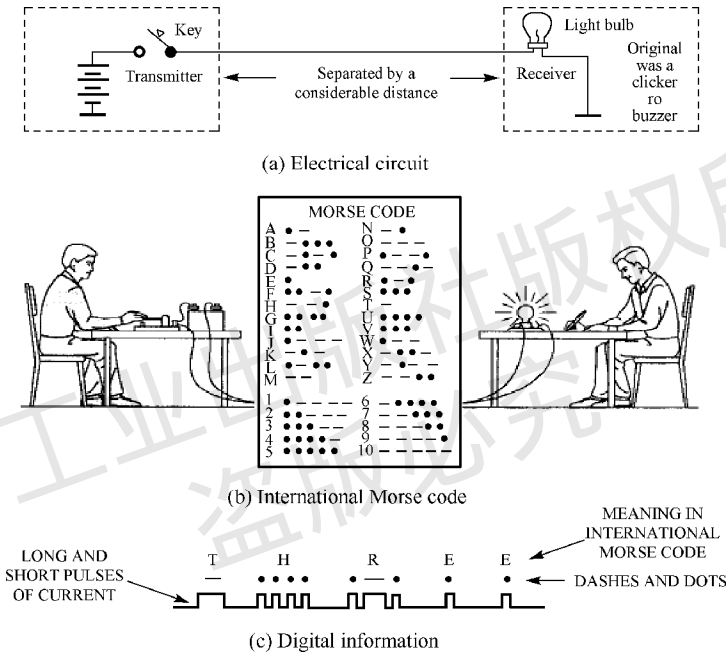 Key
Transmitter
Separated by a
considerable distance
Light bulb
Receiver
Original
was a
clicker
ro
buzzer
(a) Electrical circuit
MORSE CODE
A • —
B — • • •
C — • — •
D — • •
E •
F • • — •
H
G
I • •
J • — — —
K — • —
L • — • •
M — —
1 • — — — —
2 • • — — —
3 • • • — —
4 • • • • —
5 • • • • •
N — •
O — — —
P • — — •
Q — — • —
R • — •
S • • •
T —
U
V
W • — —
X
Y
Z — — • •
6 — • • • •
7 — — • • •
8 — — — • •
9 — — — — •
10 — — — — —
(b) International Morse code
T H R E E
MEANING IN
INTERNATIONAL
MORSE CODE
LONG AND
SHORT PULSES
OF CURRENT
— • • • • • — • • •
DASHES AND DOTS
(c) Digital information
工业出版社版权所
盗版必究